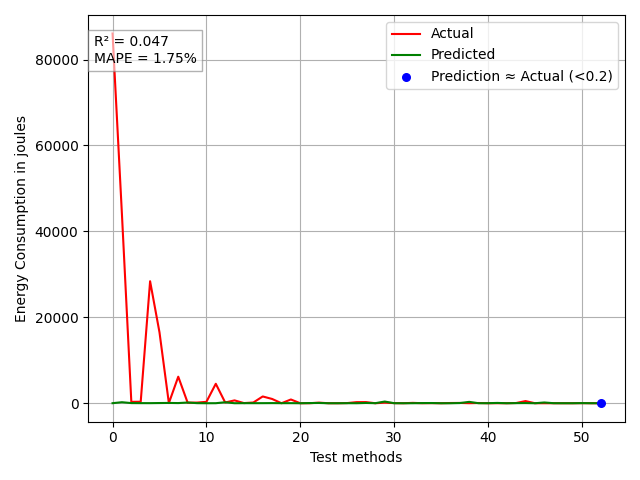 R² = 0.047
MAPE = 1.75%
Actual
Predicted
Prediction ≈ Actual (<0.2)
Energy Consumption in joules
80000
60000
40000
20000
0
0 10 20 30 40 50
Test methods